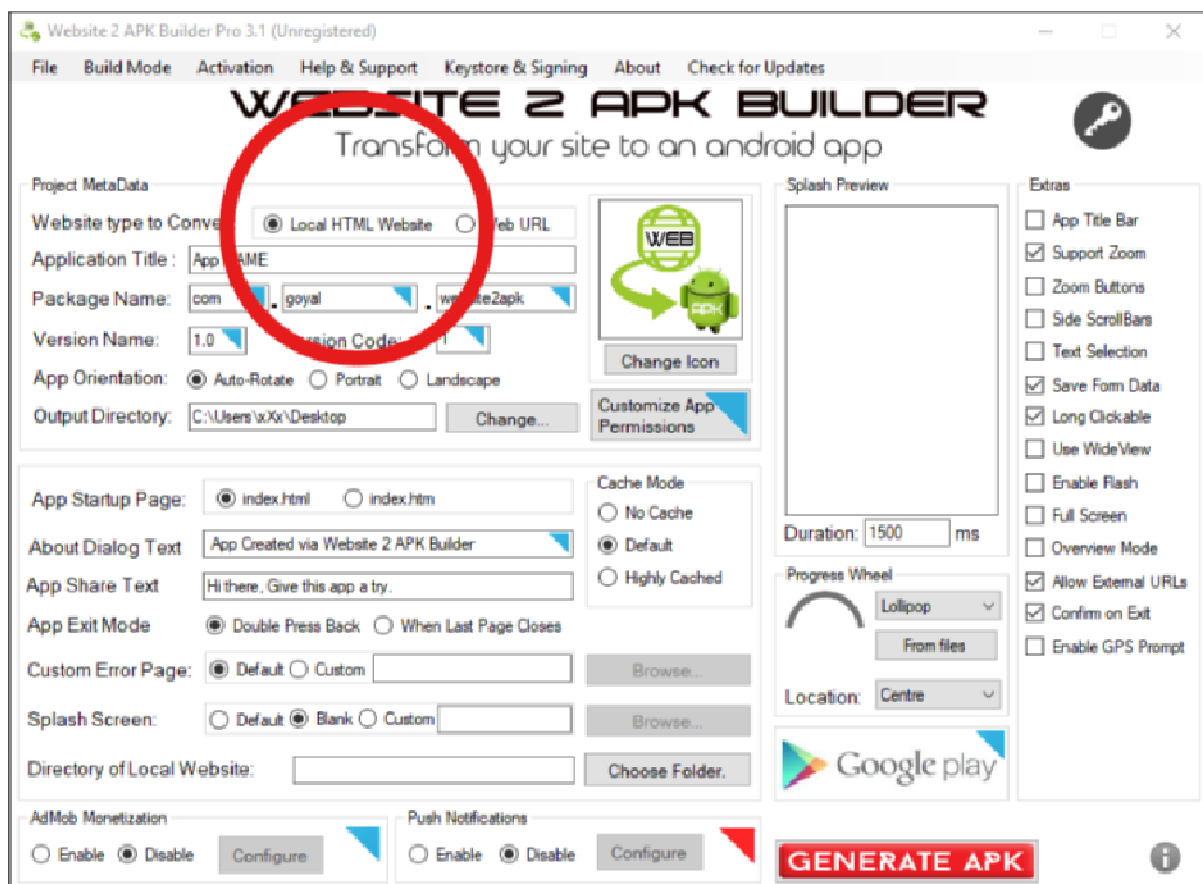 Website 2 APK Builder Pro 3.1 (Unregistered)
File Build Mode Activation Help & Support Keystore & Signing About Check for Updates
WEBSITE 2 APK BUILDER
Transform your site to an android app
Project MetaData
Website type to Conve Local HTML Website Web URL
Application Title : App NAME
Package Name: com . goyal . website2apk
Version Name: 1.0 Version Code: 1
App Orientation: Auto-Rotate Portrait Landscape
Output Directory: C:\Users\xXx\Desktop Change...
WEB
APK
Change Icon
Customize App
Permissions
App Startup Page: index.html index.htm
About Dialog Text App Created via Website 2 APK Builder
App Share Text Hi there, Give this app a try.
App Exit Mode Double Press Back When Last Page Closes
Custom Error Page: Default Custom Browse...
Splash Screen: Default Blank Custom Browse...
Directory of Local Website: Choose Folder.
Cache Mode
No Cache
Default
Highly Cached
AdMob Monetization
Enable Disable Configure
Push Notifications
Enable Disable Configure
Splash Preview
Duration: 1500 ms
Progress Wheel
Lollipop
From files
Location: Centre
Google play
GENERATE APK
Extras
App Title Bar
Support Zoom
Zoom Buttons
Side ScrollBars
Text Selection
Save Form Data
Long Clickable
Use WideView
Enable Flash
Full Screen
Overview Mode
Allow External URLs
Confirm on Exit
Enable GPS Prompt